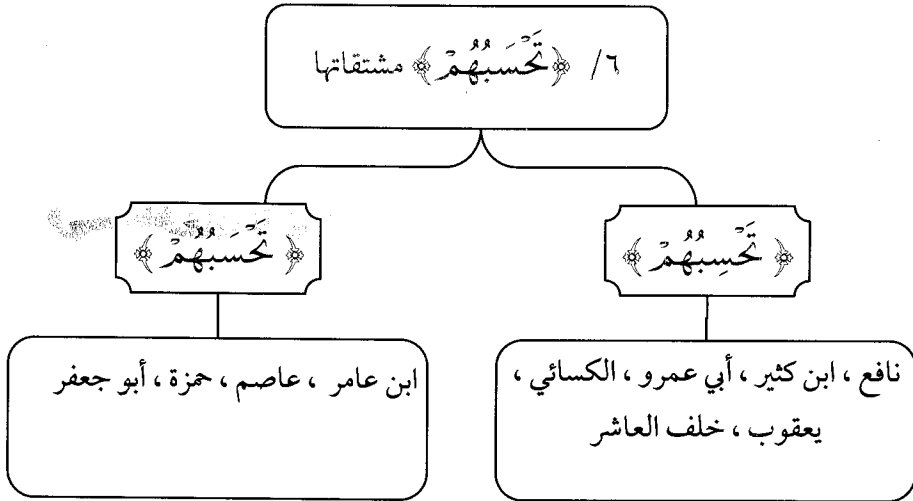 ٦/ ﴿تَحْسَبُهُمْ﴾ مشتقاتها
﴿تَحْسِبُهُمْ﴾
﴿تَحْسَبُهُمْ﴾
نافع ، ابن كثير ، أبي عمرو ، الكسائي ،
يعقوب ، خلف العاشر
ابن عامر ، عاصم ، حمزة ، أبو جعفر